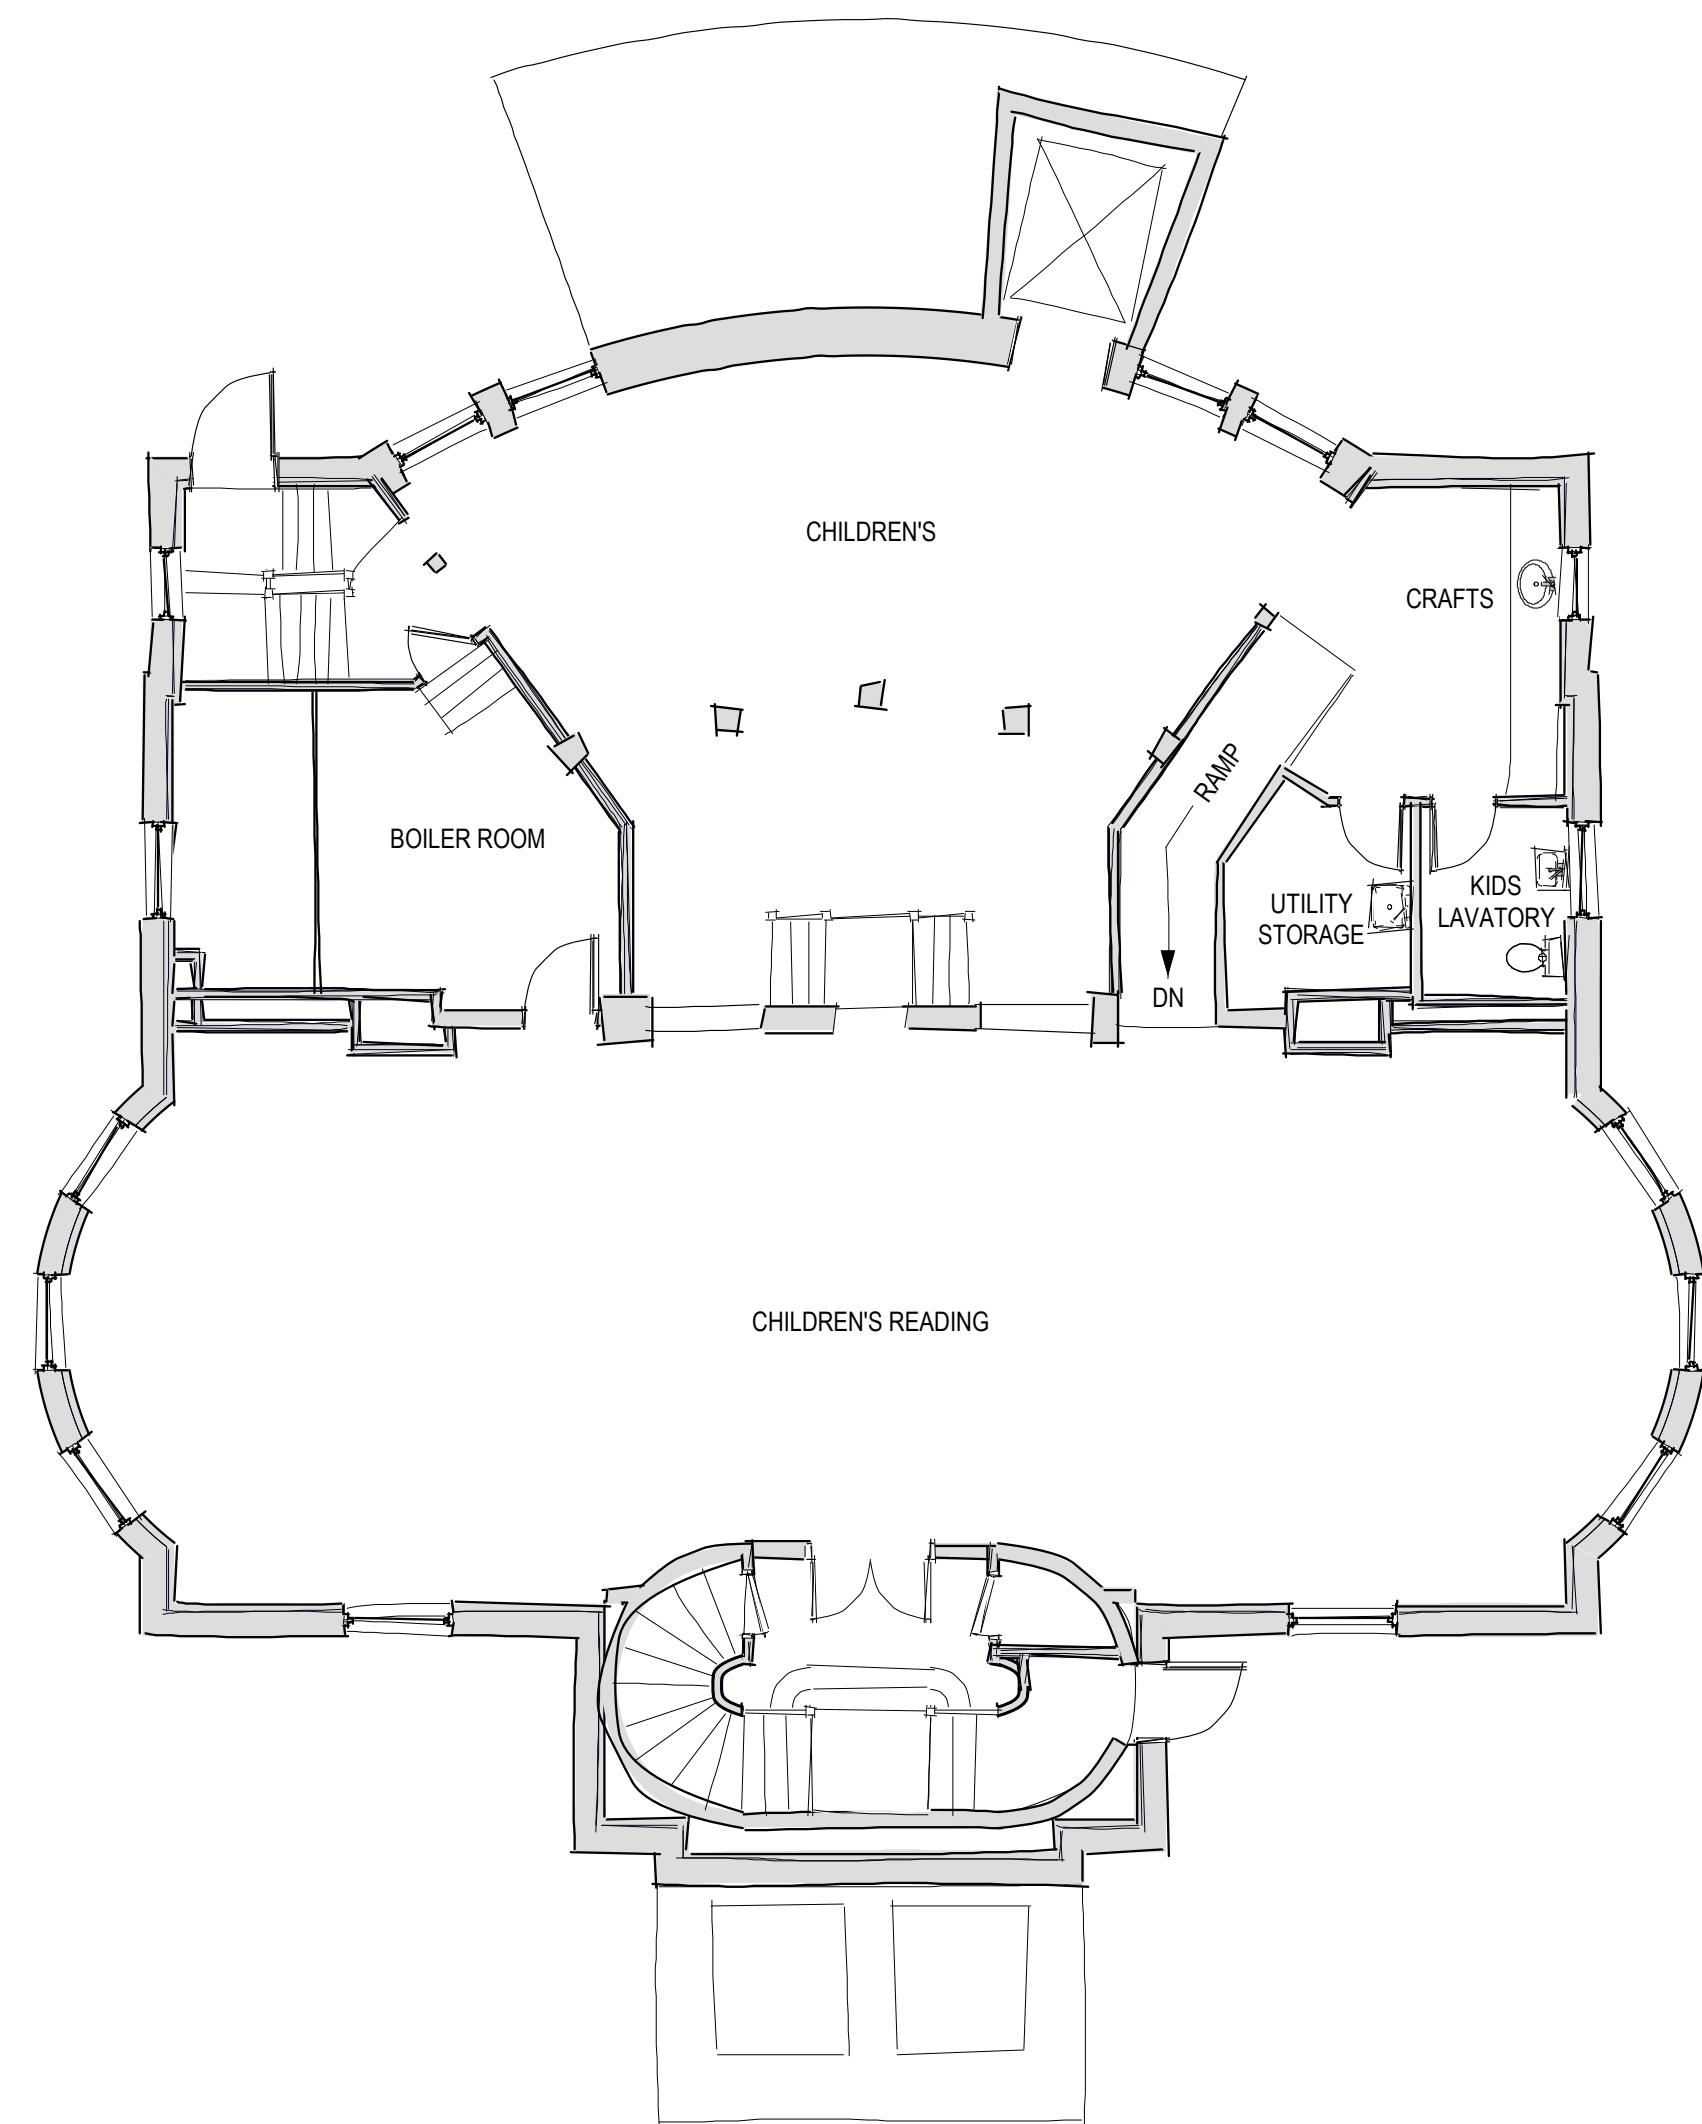 CHILDREN'S
CRAFTS
RAMP
BOILER ROOM
KIDS
LAVATORY
UTILITY
STORAGE
DN
CHILDREN'S READING